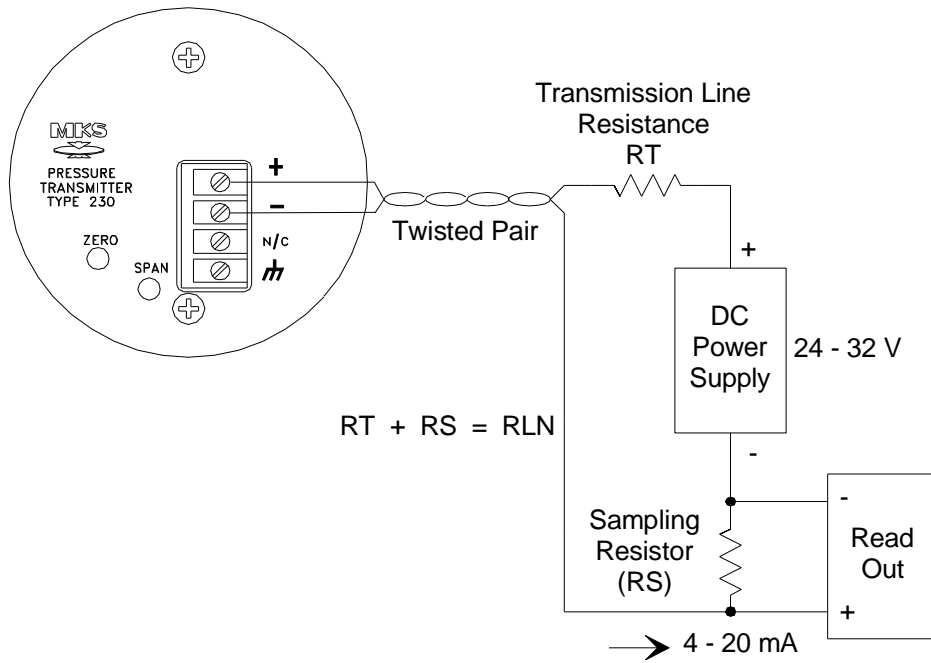 MKS
PRESSURE
TRANSMITTER
TYPE 230
ZERO
SPAN
+
-
N/C
Twisted Pair
Transmission Line
Resistance
RT
+
DC
Power
Supply
24 - 32 V
-
RT + RS = RLN
Sampling
Resistor
(RS)
-
Read
Out
+
4 - 20 mA